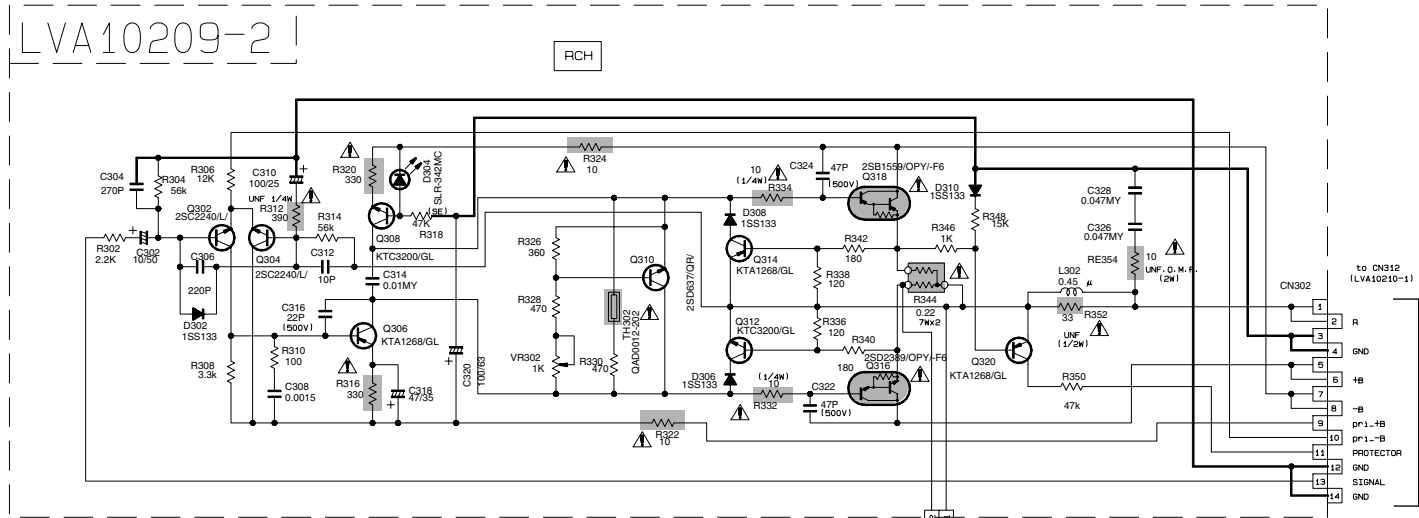 LVA10209-2
RCH
C304
270P
R304
56k
R306
12K
C310
100/25
UNF 1/4W
R312
390
R314
56k
Q302
2SC2240/L/
Q304
2SC2240/L/
R302
2.2K
C302
10/50
C306
220P
D302
1SS133
C312
10P
R308
3.3k
R310
100
C308
0.0015
C316
22P
(500V)
R320
330
D304
SLR-342MC
(SE)
Q308
KTC3200/GL
47K
R318
C314
0.01MY
Q306
KTA1268/GL
R316
330
C318
47/35
C320
100/63
R324
10
R326
360
R328
470
VR302
1K
R330
470
TH302
QAD0012-202
Q310
2SD637/QR/
R322
10
10
(1/4W)
R334
C324
47P
(500V)
2SB1559/OPY/-F6
Q318
D308
1SS133
Q314
KTA1268/GL
R342
180
R338
120
R336
120
Q312
KTC3200/GL
R340
180
D306
1SS133
(1/4W)
10
R332
C322
47P
(500V)
2SD2389/OPY/-F6
Q316
R346
1K
R344
0.22
7Wx2
D310
1SS133
R348
15K
C328
0.047MY
C326
0.047MY
RE354
10
UNF.O.M.F.
(2W)
L302
0.45 μ
R352
33
UNF
(1/2W)
Q320
KTA1268/GL
R350
47k
CN302
to CN312
(LVA10210-1)
1
2 R
3
4 GND
5
6 +B
7
8 -B
9 pri_+B
10 pri_-B
11 PROTECTOR
12 GND
13 SIGNAL
14 GND